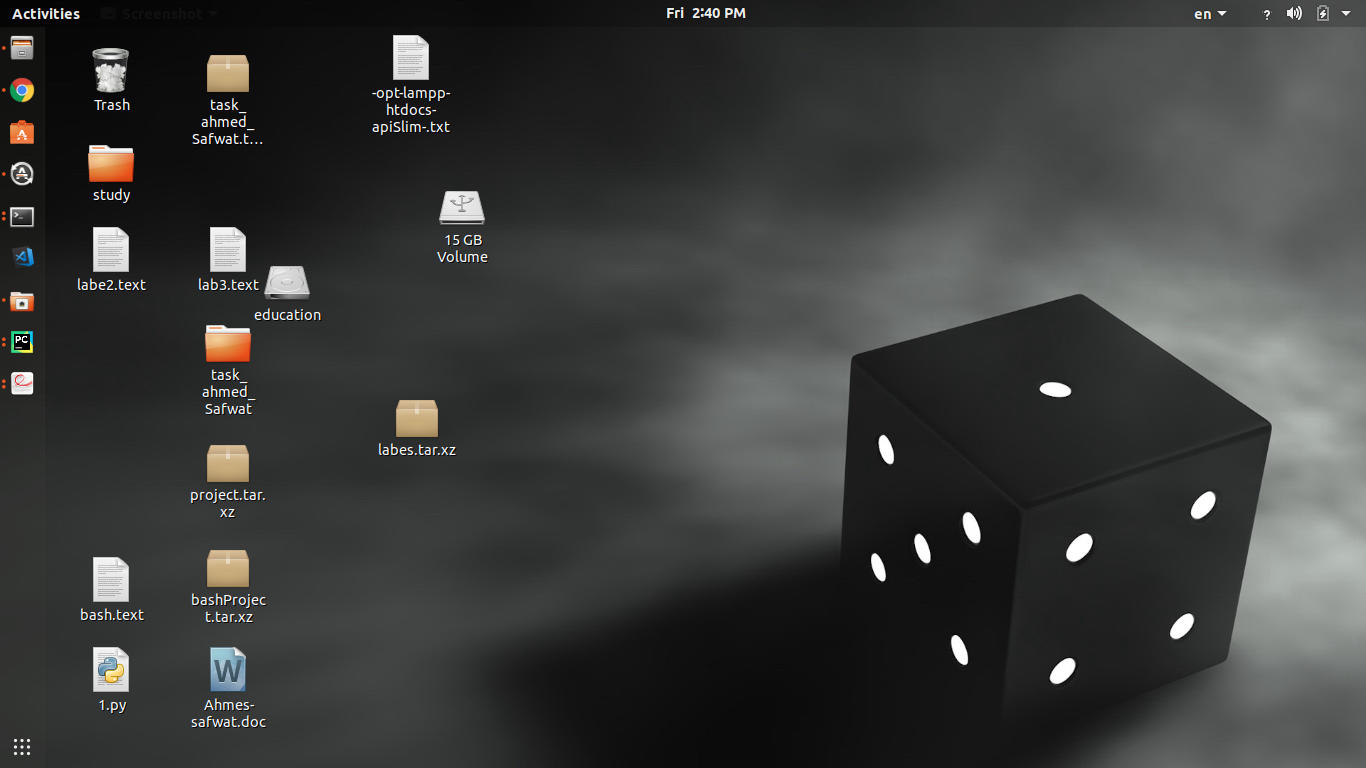 Activities
Screenshot
Fri 2:40 PM
en
?
Trash
task_
ahmed_
Safwat.t...
-opt-lampp-
htdocs-
apiSlim-.txt
study
15 GB
Volume
labe2.text
lab3.text
education
task_
ahmed_
Safwat
labes.tar.xz
project.tar.
xz
bash.text
bashProjec
t.tar.xz
1.py
W
Ahmes-
safwat.doc
PC